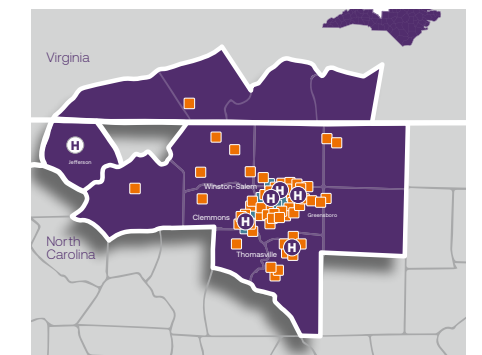 Virginia
H
Jefferson
Winston-Salem
H
H
H
Clemmons
H
Greensboro
North
Carolina
H
Thomasville